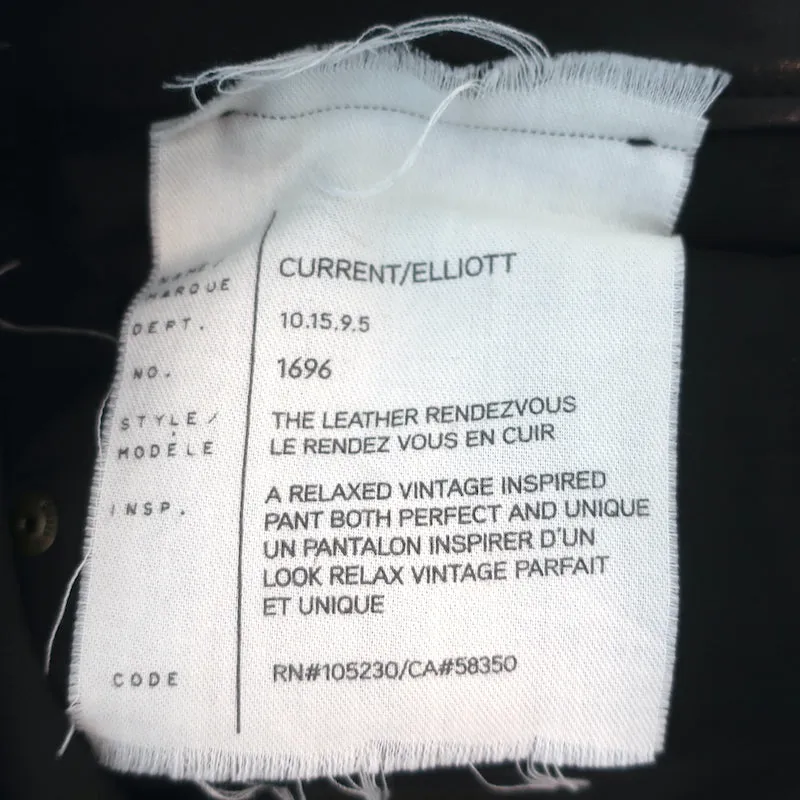 NAME/ CURRENT/ELLIOTT
MARQUE
DEPT. 10.15.9.5
NO. 1696
STYLE/ THE LEATHER RENDEZVOUS
MODÈLE LE RENDEZ VOUS EN CUIR
INSP. A RELAXED VINTAGE INSPIRED
PANT BOTH PERFECT AND UNIQUE
UN PANTALON INSPIRER D'UN
LOOK RELAX VINTAGE PARFAIT
ET UNIQUE
CODE RN#105230/CA#58350